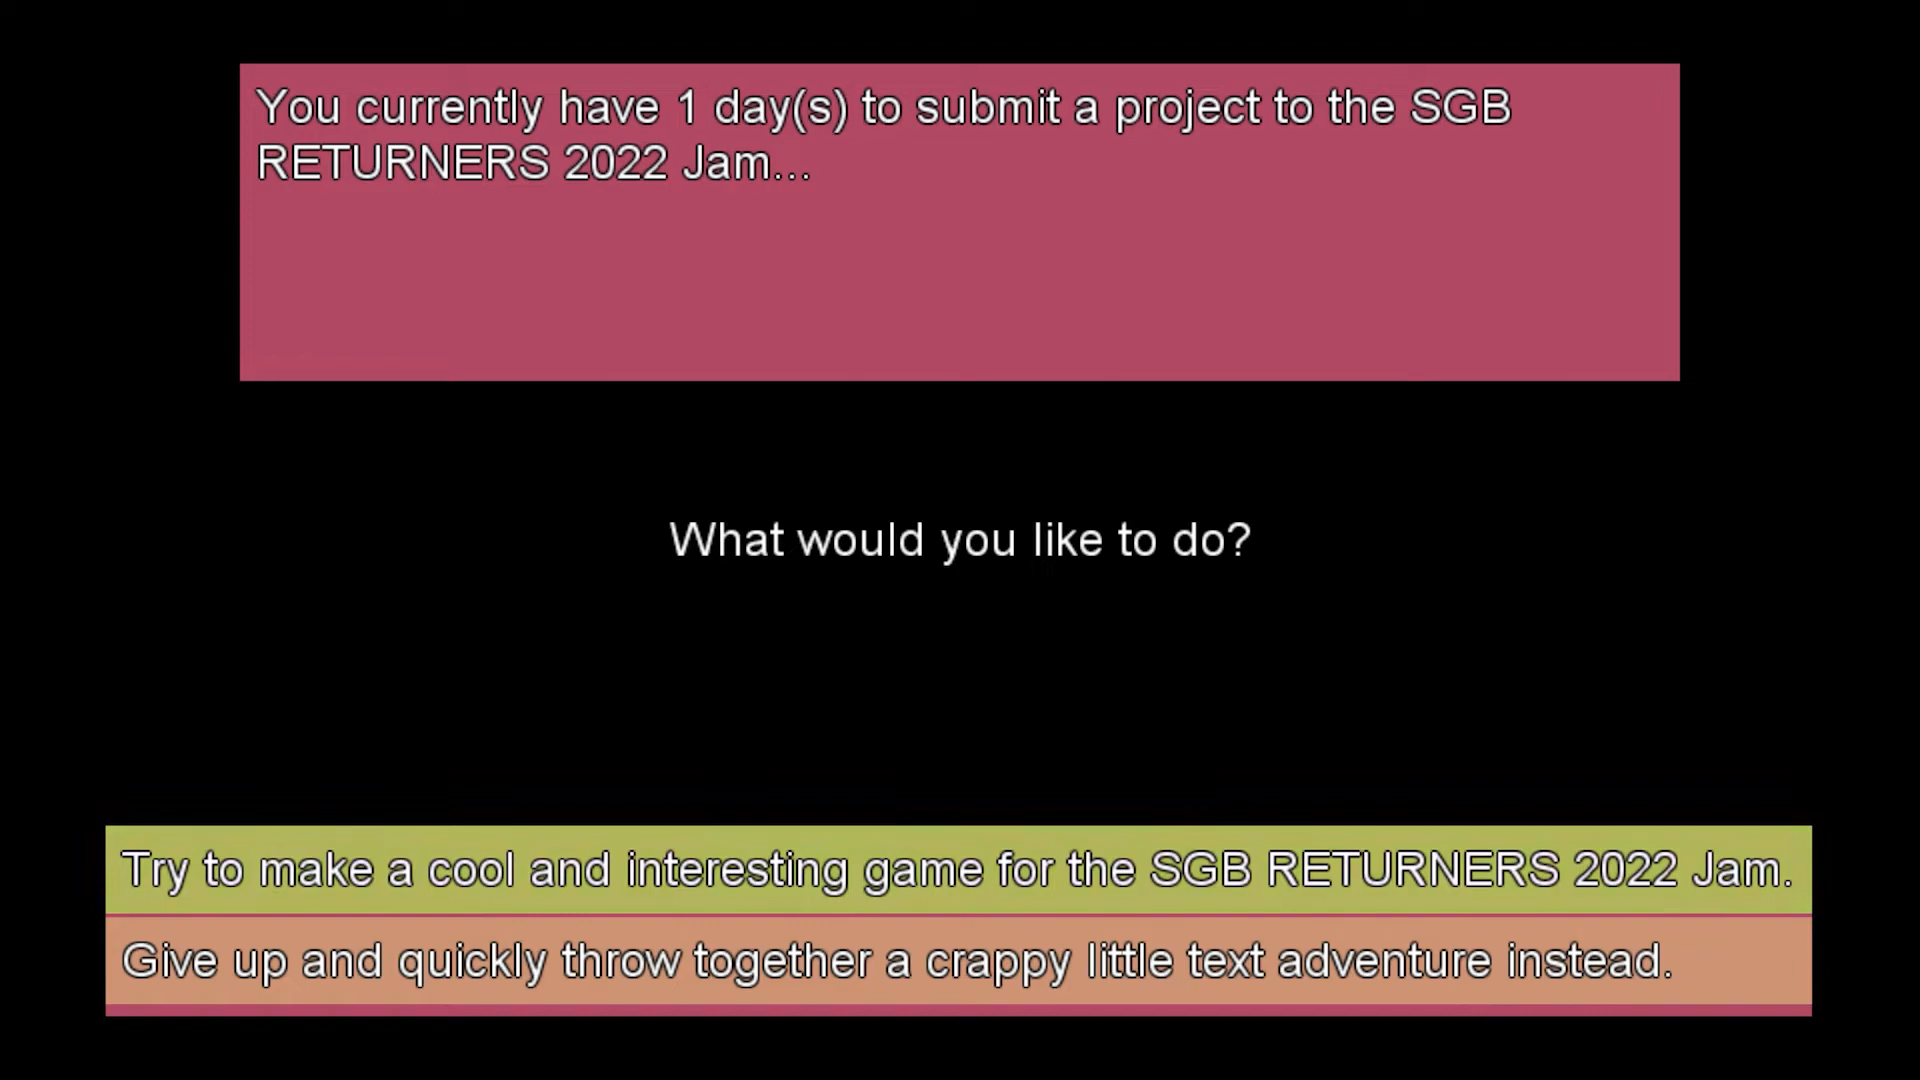 You currently have 1 day(s) to submit a project to the SGB
RETURNERS 2022 Jam...
What would you like to do?
Try to make a cool and interesting game for the SGB RETURNERS 2022 Jam.
Give up and quickly throw together a crappy little text adventure instead.